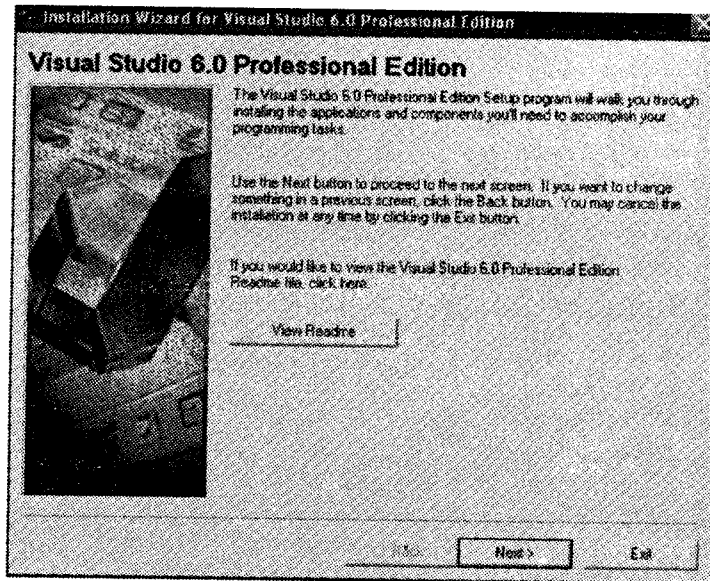 Installation Wizard for Visual Studio 6.0 Professional Edition
Visual Studio 6.0 Professional Edition
The Visual Studio 6.0 Professional Edition Setup program will walk you through
installing the applications and components you'll need to accomplish your
programming tasks.
Use the Next button to proceed to the next screen. If you want to change
something in a previous screen, click the Back button. You may cancel the
installation at any time by clicking the Exit button.
If you would like to view the Visual Studio 6.0 Professional Edition
Readme file, click here.
View Readme
Next >
Exit